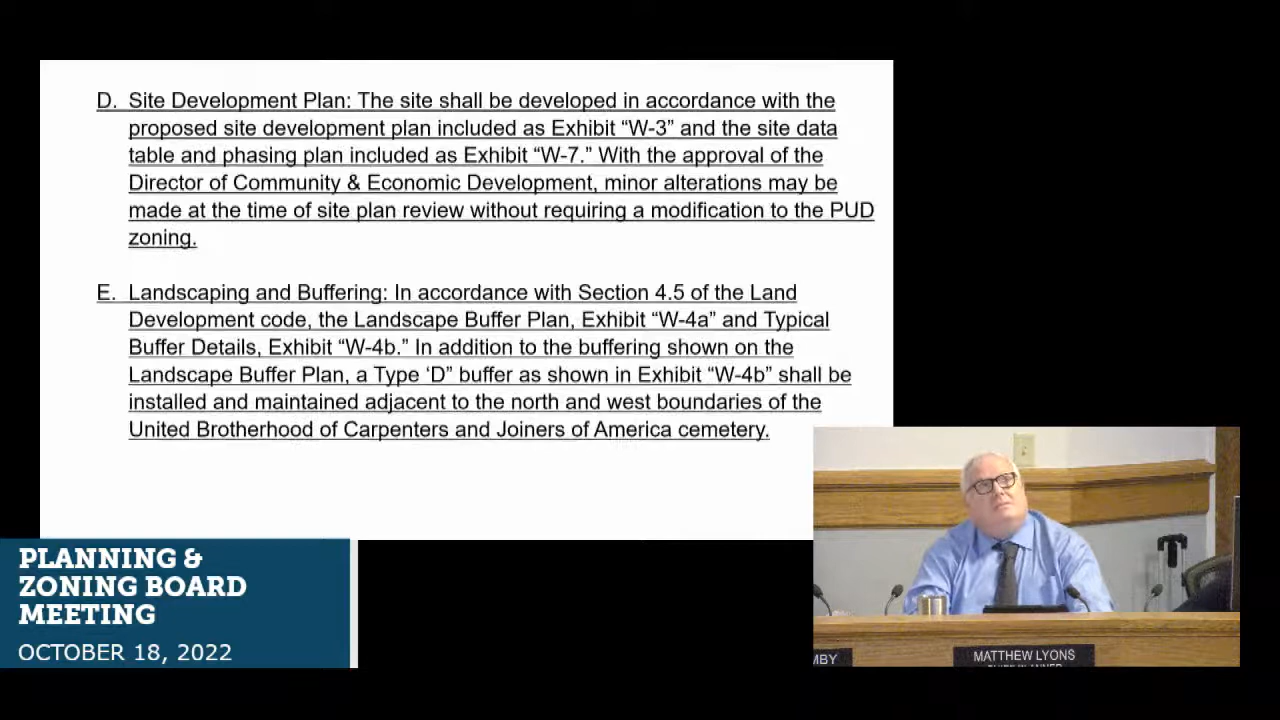 D. Site Development Plan: The site shall be developed in accordance with the
proposed site development plan included as Exhibit “W-3” and the site data
table and phasing plan included as Exhibit “W-7.” With the approval of the
Director of Community & Economic Development, minor alterations may be
made at the time of site plan review without requiring a modification to the PUD
zoning.
E. Landscaping and Buffering: In accordance with Section 4.5 of the Land
Development code, the Landscape Buffer Plan, Exhibit “W-4a” and Typical
Buffer Details, Exhibit “W-4b.” In addition to the buffering shown on the
Landscape Buffer Plan, a Type ‘D” buffer as shown in Exhibit “W-4b” shall be
installed and maintained adjacent to the north and west boundaries of the
United Brotherhood of Carpenters and Joiners of America cemetery.
PLANNING &
ZONING BOARD
MEETING
OCTOBER 18, 2022
MBY
MATTHEW LYONS